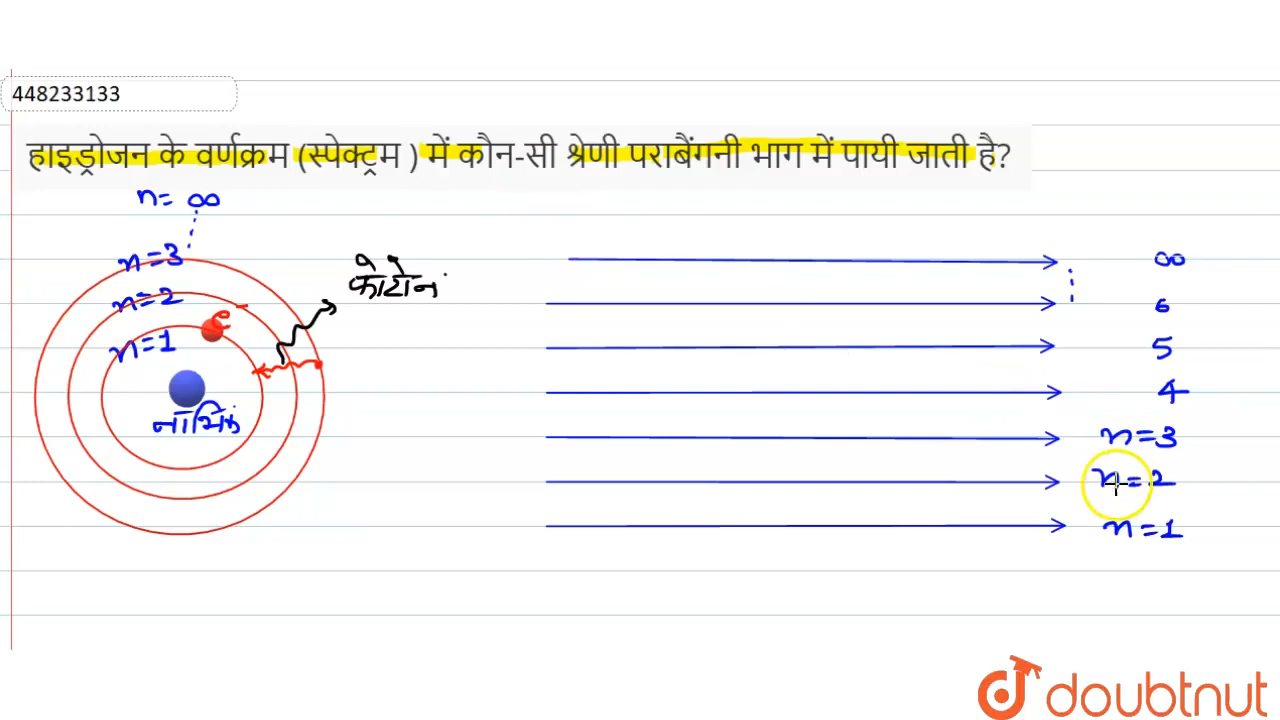 448233133
हाइड्रोजन के वर्णक्रम (स्पेक्ट्रम ) में कौन-सी श्रेणी पराबैंगनी भाग में पायी जाती है?
n= ∞
n=3
n=2
e-
n=1
नाभिक
∞
6
5
4
n=3
n=2
n=1
doubtnut